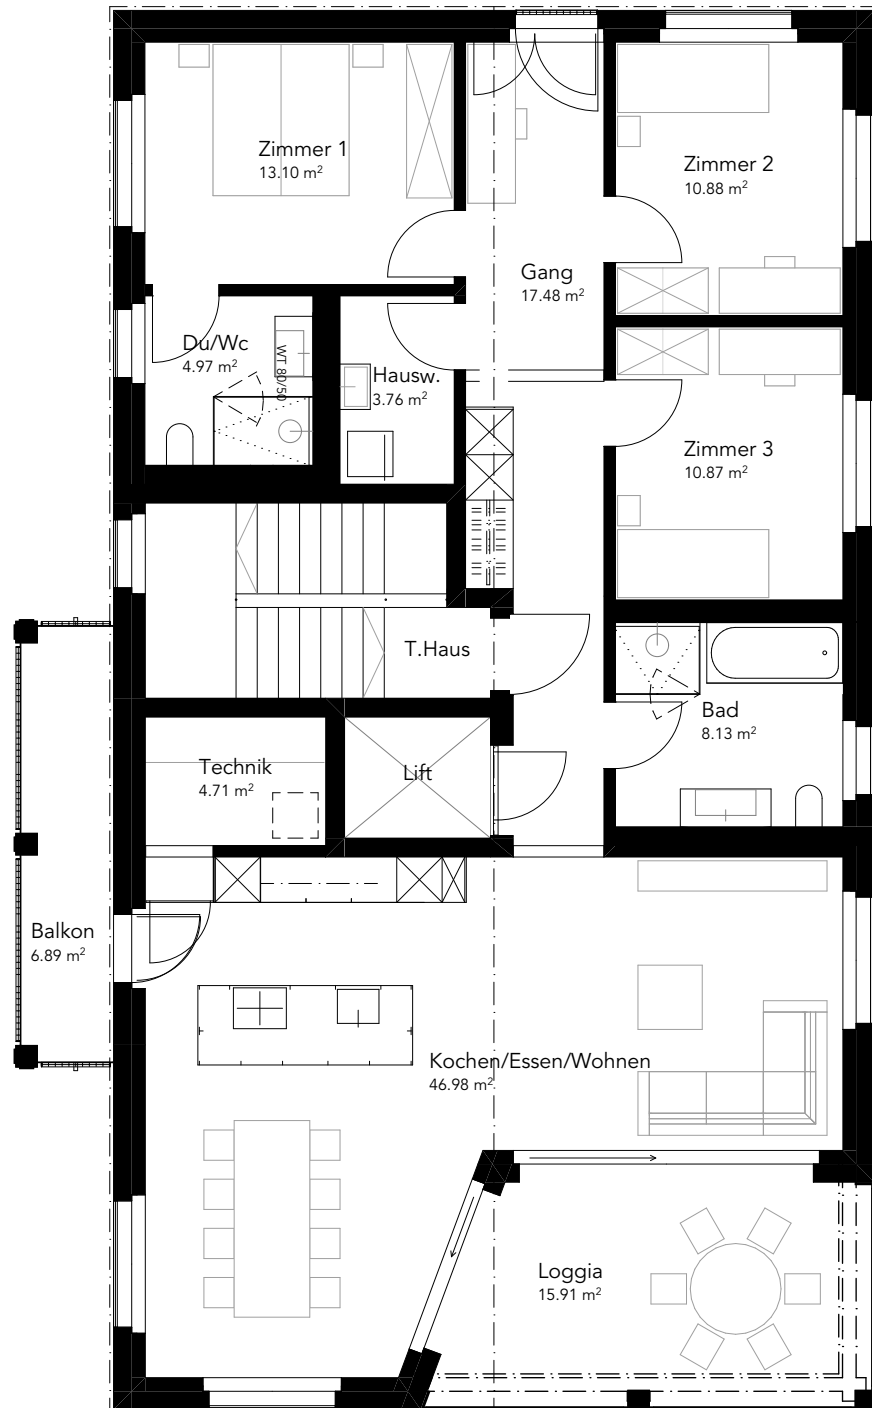 Zimmer 1
13.10 m²
Zimmer 2
10.88 m²
Gang
17.48 m²
Du/Wc
4.97 m²
WT 80/50
Hausw.
3.76 m²
Zimmer 3
10.87 m²
T.Haus
Bad
8.13 m²
Technik
4.71 m²
Lift
Balkon
6.89 m²
Kochen/Essen/Wohnen
46.98 m²
Loggia
15.91 m²